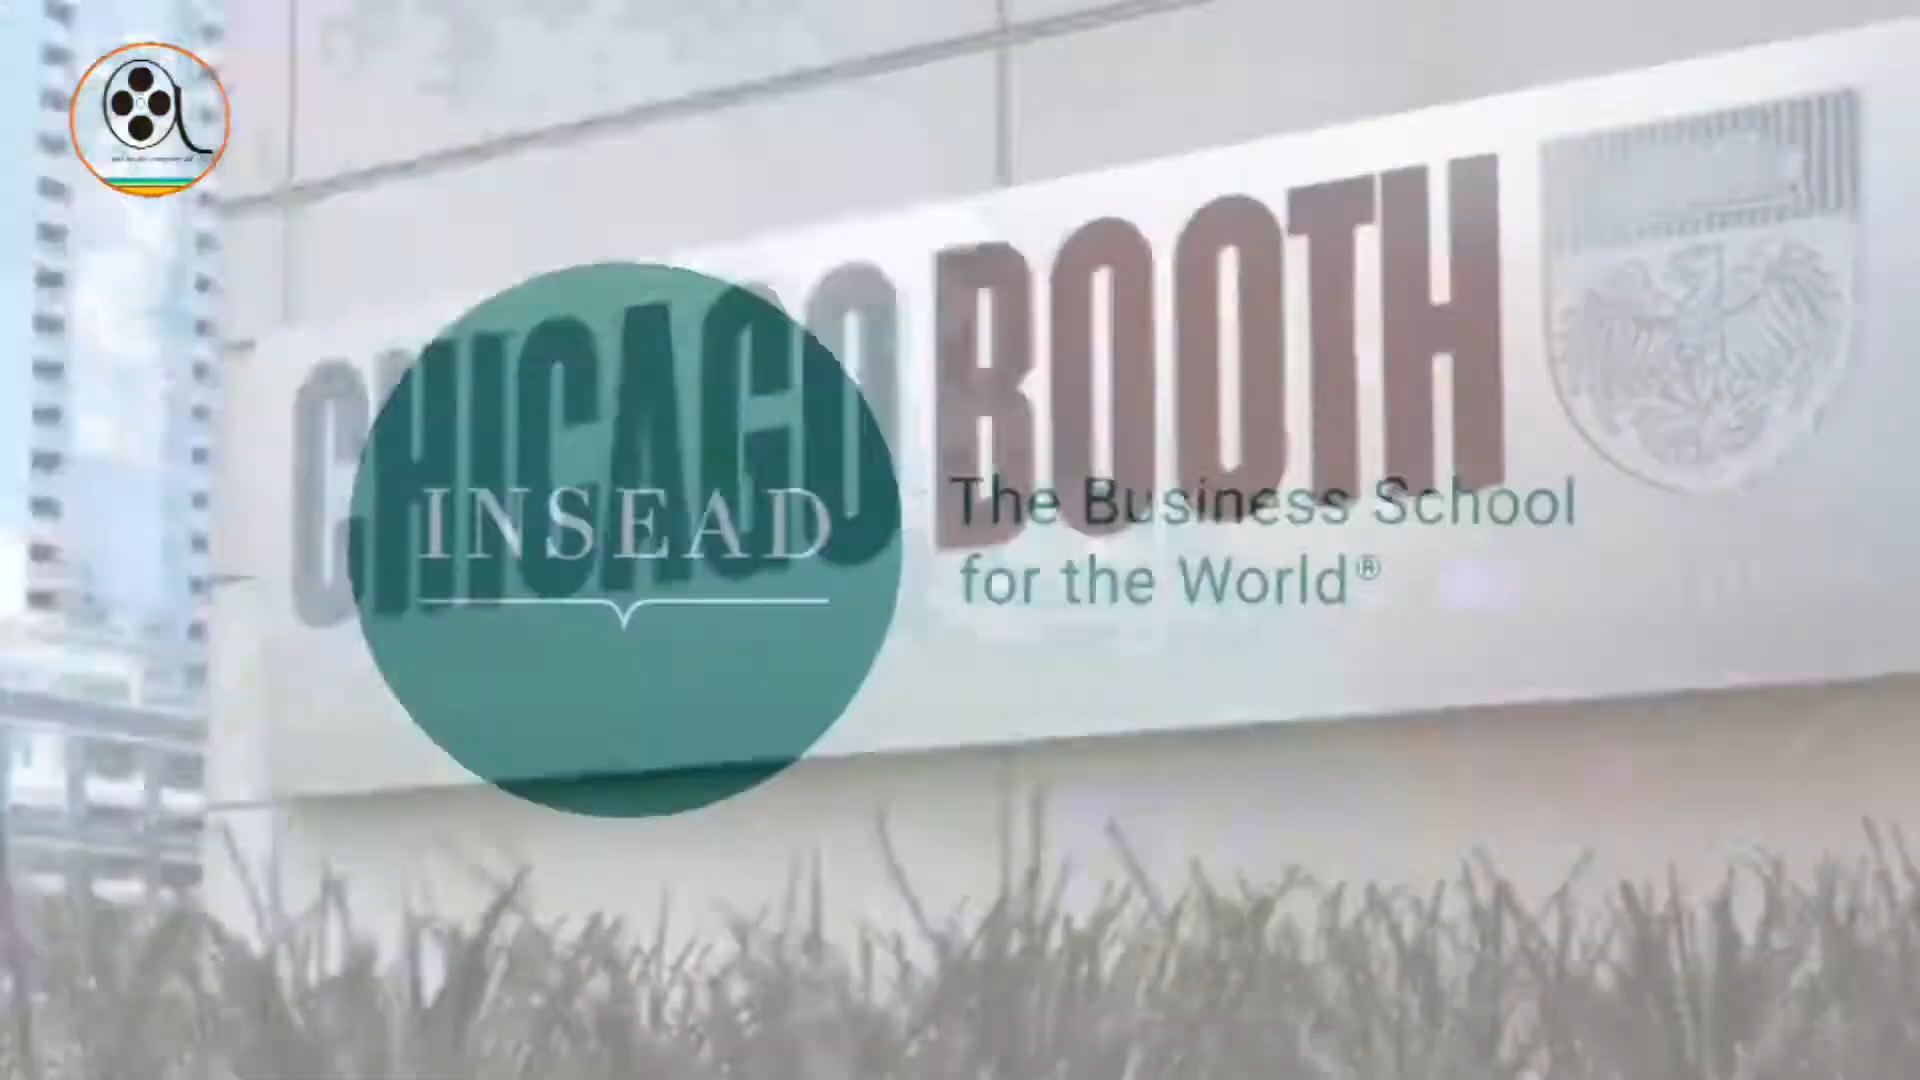 CHICAGO BOOTH
INSEAD
The Business School
for the World®